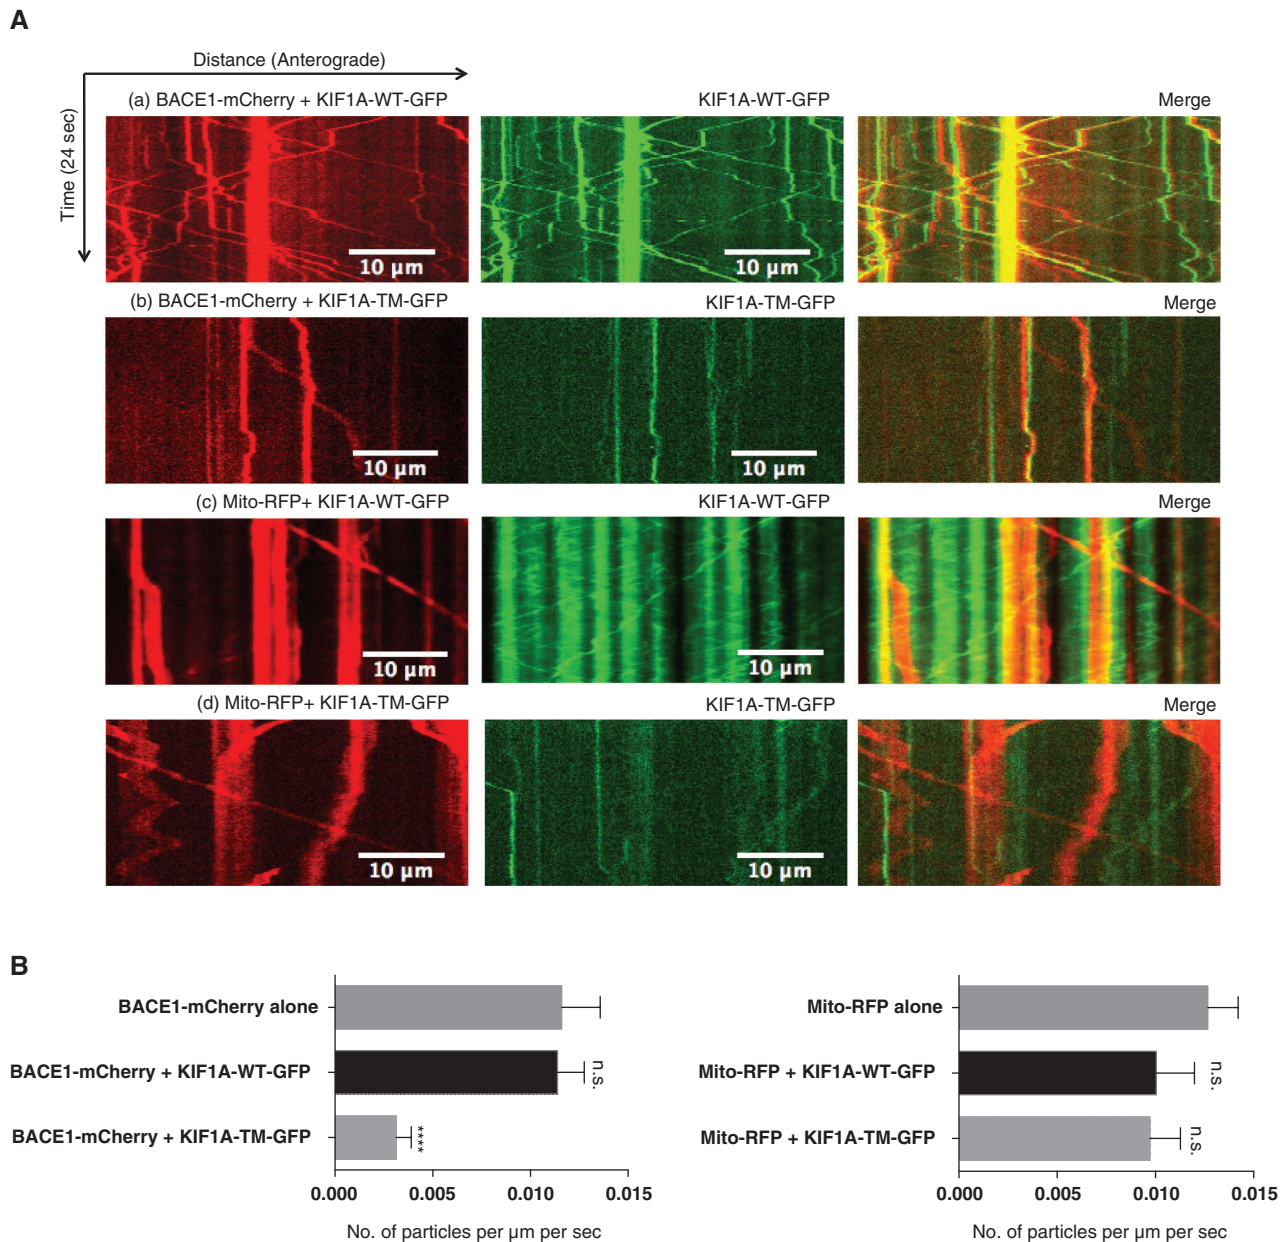 A
Distance (Anterograde)
Time (24 sec)
(a) BACE1-mCherry + KIF1A-WT-GFP
KIF1A-WT-GFP
Merge
10 μm
10 μm
(b) BACE1-mCherry + KIF1A-TM-GFP
KIF1A-TM-GFP
Merge
10 μm
10 μm
(c) Mito-RFP+ KIF1A-WT-GFP
KIF1A-WT-GFP
Merge
10 μm
10 μm
(d) Mito-RFP+ KIF1A-TM-GFP
KIF1A-TM-GFP
Merge
10 μm
10 μm
B
BACE1-mCherry alone
BACE1-mCherry + KIF1A-WT-GFP
n.s.
BACE1-mCherry + KIF1A-TM-GFP
****
0.000 0.005 0.010 0.015
No. of particles per μm per sec
Mito-RFP alone
Mito-RFP + KIF1A-WT-GFP
n.s.
Mito-RFP + KIF1A-TM-GFP
n.s.
0.000 0.005 0.010 0.015
No. of particles per μm per sec